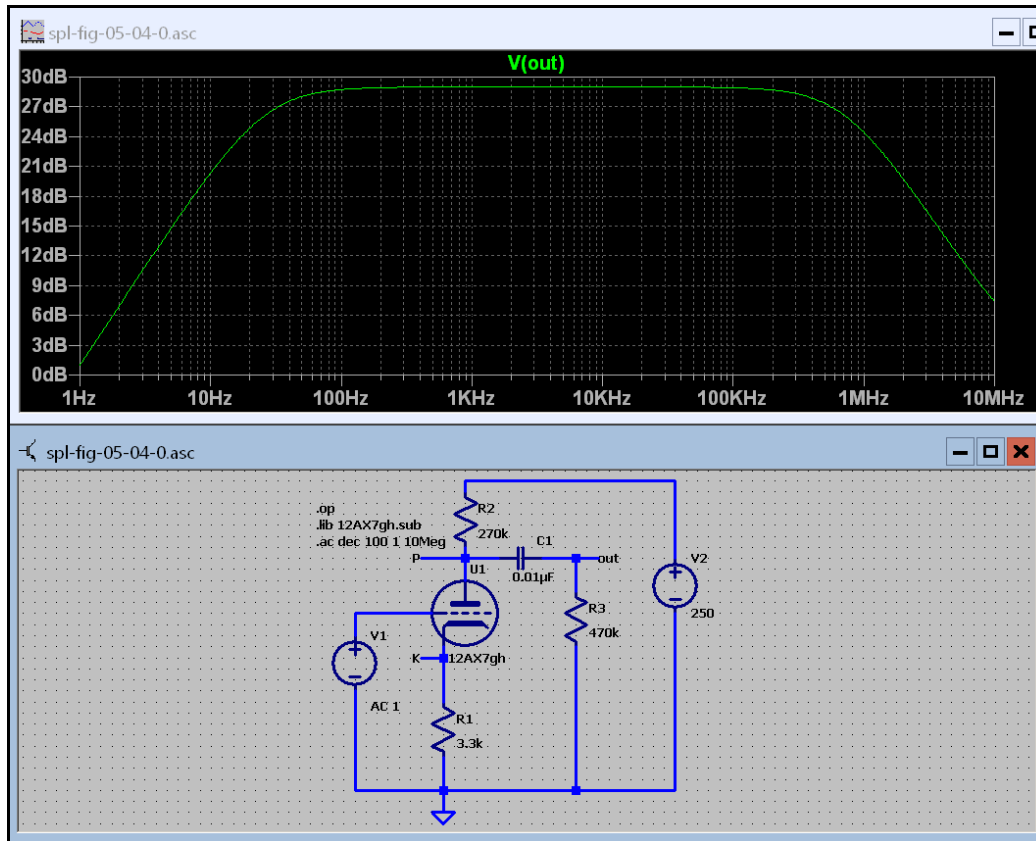 spl-fig-05-04-0.asc
V(out)
30dB
27dB
24dB
21dB
18dB
15dB
12dB
9dB
6dB
3dB
0dB
1Hz 10Hz 100Hz 1KHz 10KHz 100KHz 1MHz 10MHz
spl-fig-05-04-0.asc
.op
.lib 12AX7gh.sub
.ac dec 100 1 10Meg
R2
270k
C1
0.01µF
P
out
U1
V2
250
R3
470k
V1
AC 1
K
12AX7gh
R1
3.3k